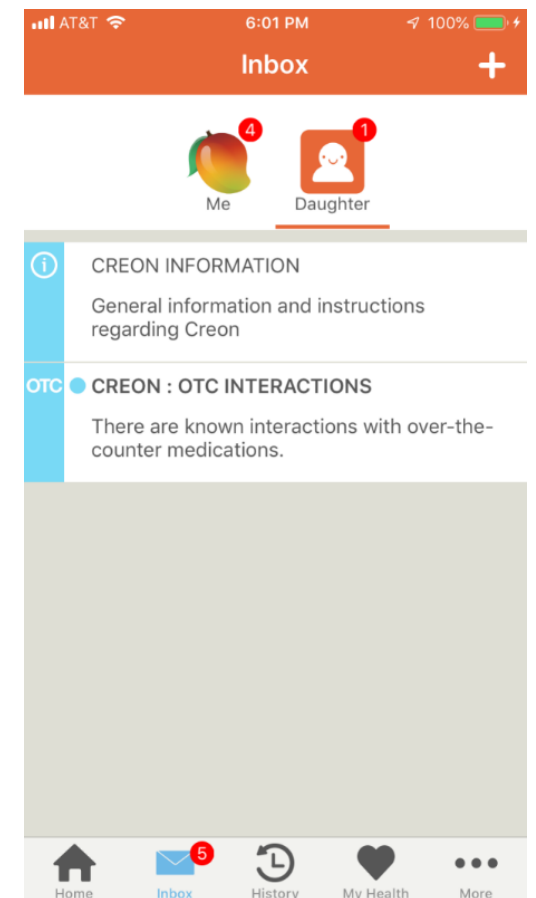 AT&T 6:01 PM 100%
Inbox
4 1
Me Daughter
CREON INFORMATION
General information and instructions
regarding Creon
OTC CREON : OTC INTERACTIONS
There are known interactions with over-the-
counter medications.
5
Home Inbox History My Health More